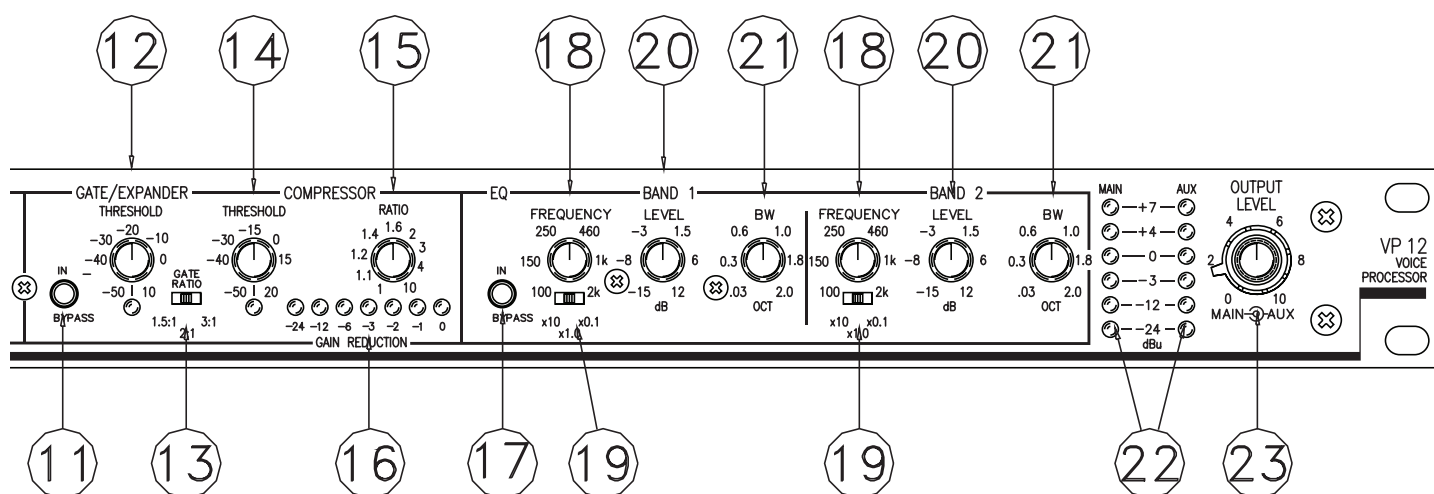 12 14 15 18 20 21 18 20 21
GATE/EXPANDER COMPRESSOR EQ BAND 1 BAND 2
THRESHOLD
-50 -40 -30 -20 -10 0 10
IN
BYPASS
GATE
RATIO
1.5:1 2:1 3:1
THRESHOLD
-50 -40 -30 -15 0 15 20
RATIO
1 1.1 1.2 1.4 1.6 2 3 4 10
-24 -12 -6 -3 -2 -1 0
GAIN REDUCTION
IN
BYPASS
FREQUENCY
100 150 250 460 1k 2k
x10 x1.0 x0.1
LEVEL
-15 -8 -3 1.5 6 12
dB
BW
.03 0.3 0.6 1.0 1.8 2.0
OCT
FREQUENCY
100 150 250 460 1k 2k
x10 x1.0 x0.1
LEVEL
-15 -8 -3 1.5 6 12
dB
BW
.03 0.3 0.6 1.0 1.8 2.0
OCT
MAIN AUX
+7
+4
0
-3
-12
-24
dBu
OUTPUT
LEVEL
0 2 4 6 8 10
MAIN AUX
VP 12
VOICE
PROCESSOR
11 13 16 17 19 19 22 23